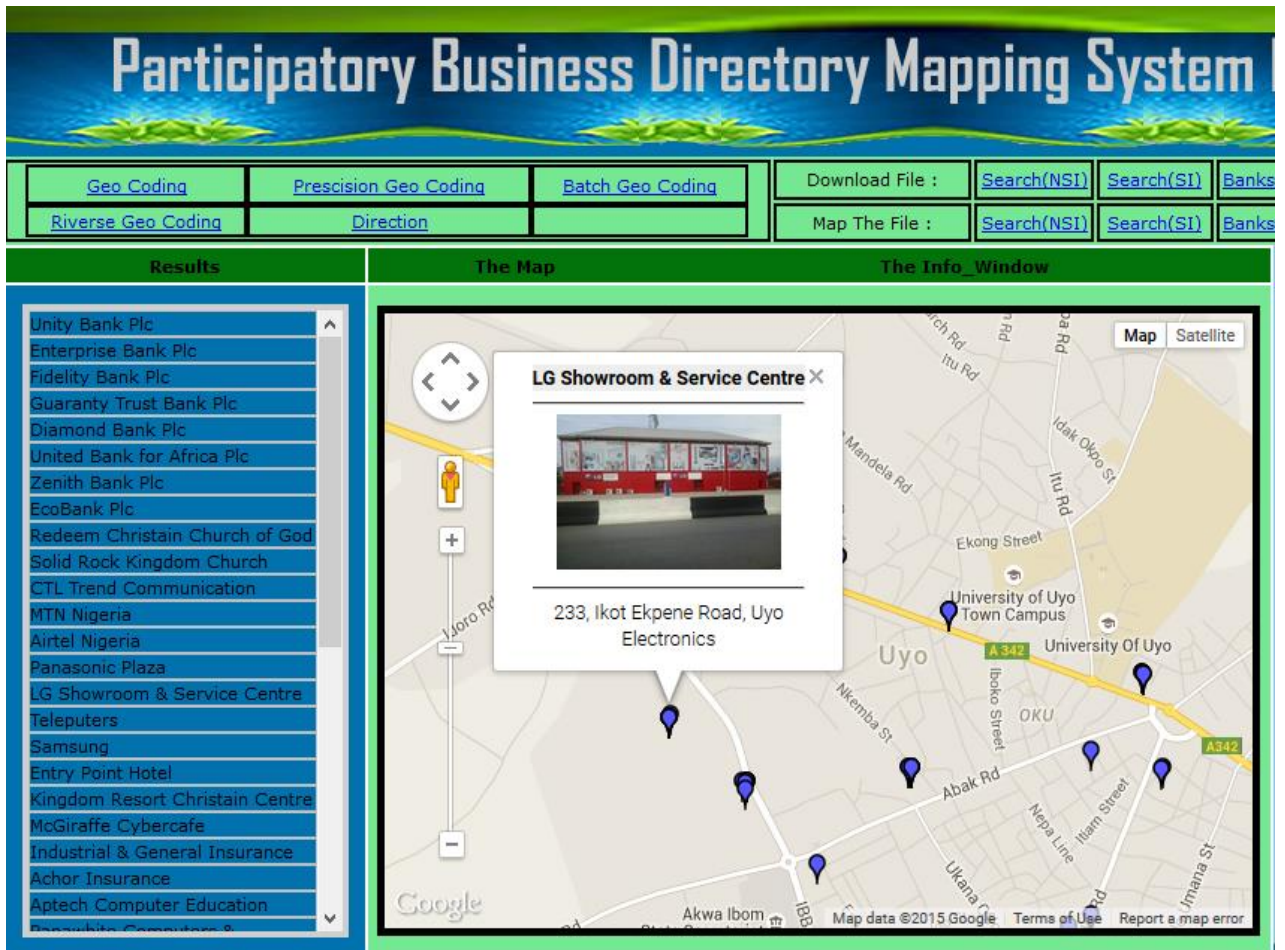 Participatory Business Directory Mapping System
Geo Coding
Prescision Geo Coding
Batch Geo Coding
Download File :
Search(NSI)
Search(SI)
Banks
Riverse Geo Coding
Direction
Map The File :
Search(NSI)
Search(SI)
Banks
Results
The Map
The Info_Window
Unity Bank Plc
Enterprise Bank Plc
Fidelity Bank Plc
Guaranty Trust Bank Plc
Diamond Bank Plc
United Bank for Africa Plc
Zenith Bank Plc
EcoBank Plc
Redeem Christain Church of God
Solid Rock Kingdom Church
CTL Trend Communication
MTN Nigeria
Airtel Nigeria
Panasonic Plaza
LG Showroom & Service Centre
Teleputers
Samsung
Entry Point Hotel
Kingdom Resort Christain Centre
McGiraffe Cybercafe
Industrial & General Insurance
Achor Insurance
Aptech Computer Education
LG Showroom & Service Centre
233, Ikot Ekpene Road, Uyo
Electronics
Map
Satellite
Itu Rd
Idak Okpo St
Mandela Rd
Itu Rd
Ekong Street
University of Uyo
Town Campus
University Of Uyo
Uyo
A 342
Iboko Street
OKU
Nkemba St
A342
Abak Rd
Nepa Line
Itiam Street
Umana St
Akwa Ibom
Google
Map data ©2015 Google
Terms of Use
Report a map error